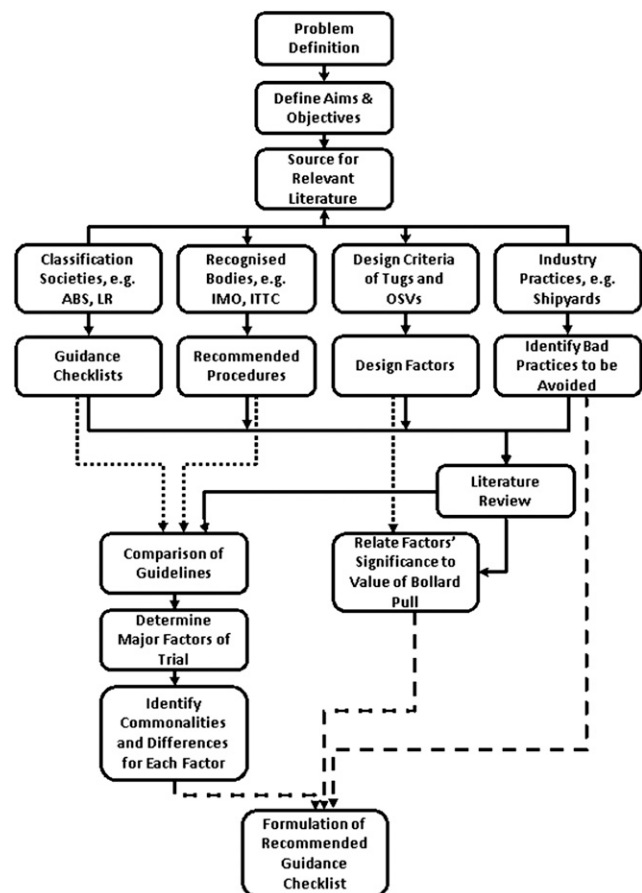 Problem
Definition
Define Aims &
Objectives
Source for
Relevant
Literature
Classification
Societies, e.g.
ABS, LR
Recognised
Bodies, e.g.
IMO, ITTC
Design Criteria
of Tugs and
OSVs
Industry
Practices, e.g.
Shipyards
Guidance
Checklists
Recommended
Procedures
Design Factors
Identify Bad
Practices to be
Avoided
Literature
Review
Comparison of
Guidelines
Relate Factors'
Significance to
Value of Bollard
Pull
Determine
Major Factors of
Trial
Identify
Commonalities
and Differences
for Each Factor
Formulation of
Recommended
Guidance
Checklist